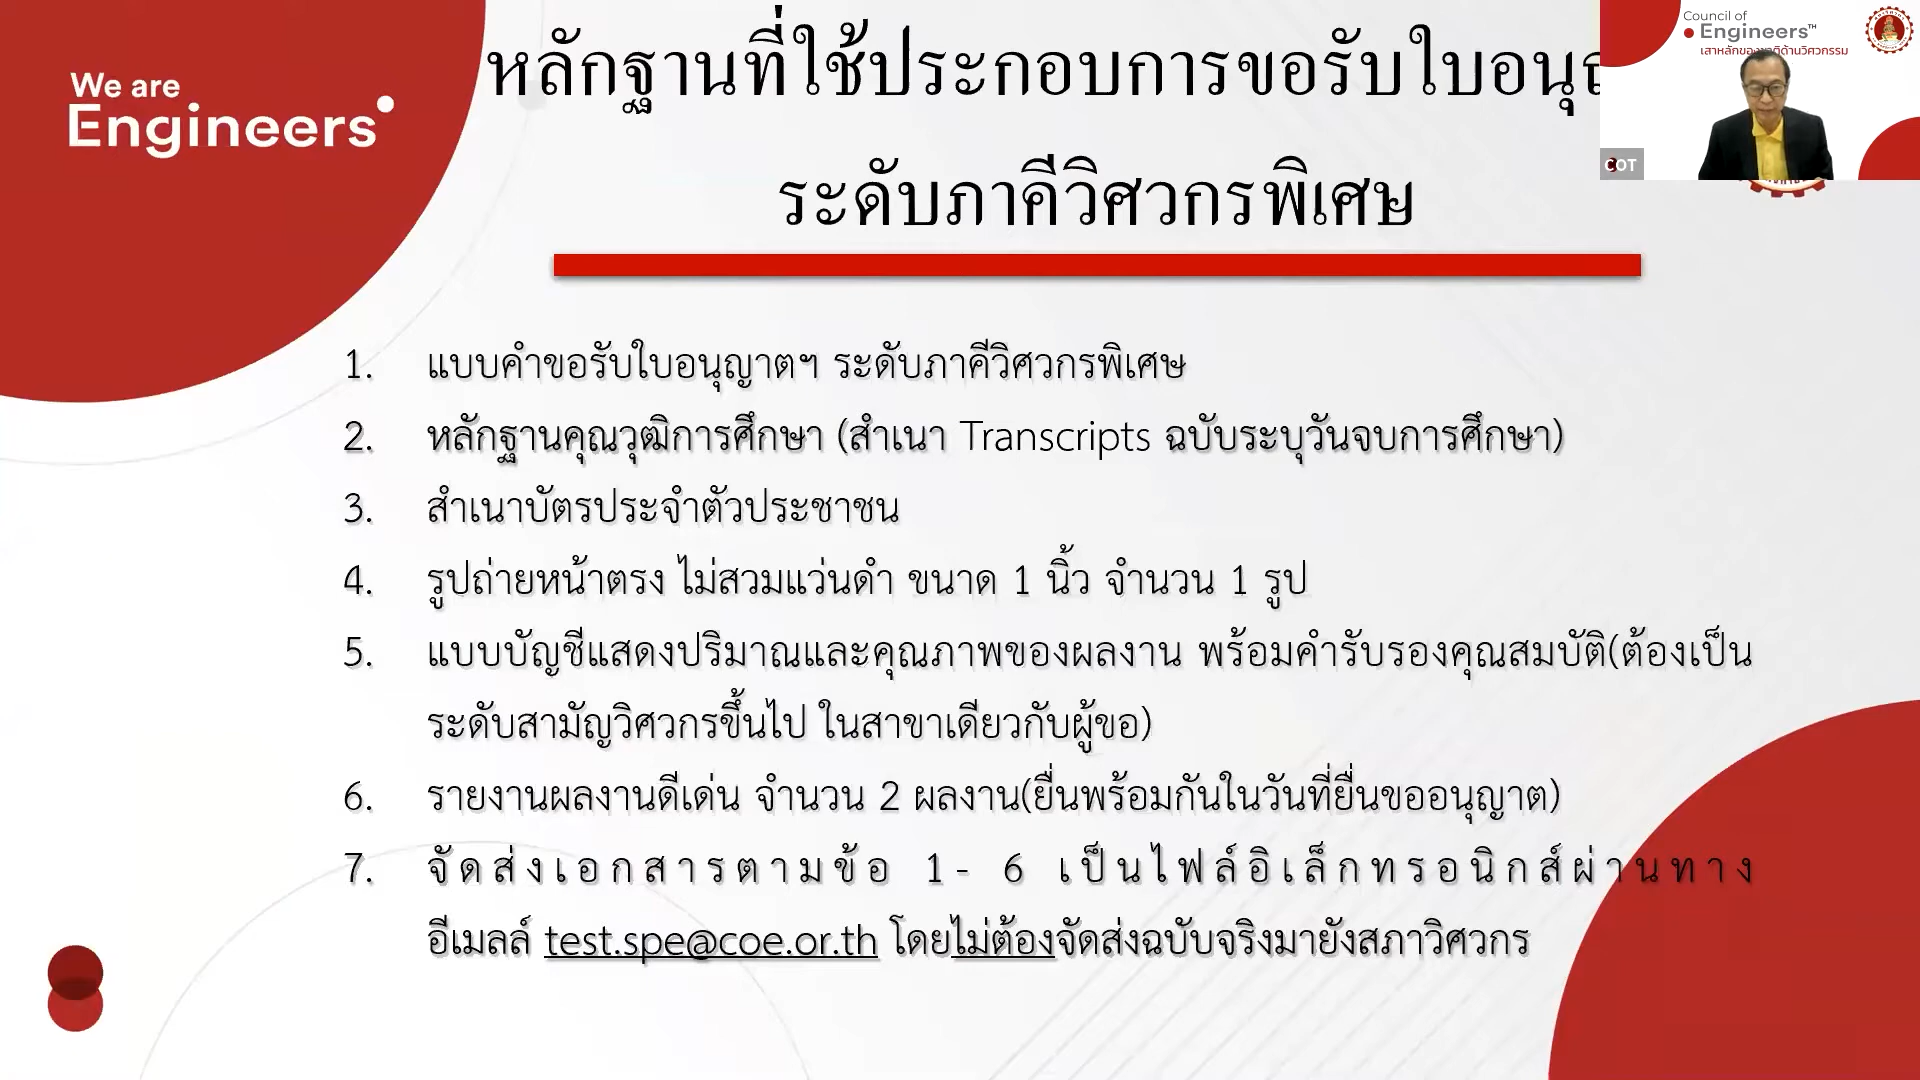 We are
Engineers
หลักฐานที่ใช้ประกอบการขอรับใบอนุญ
ระดับภาคีวิศวกรพิเศษ
Council of
Engineers™
COT
1. แบบคำขอรับใบอนุญาตฯ ระดับภาคีวิศวกรพิเศษ
2. หลักฐานคุณวุฒิการศึกษา (สำเนา Transcripts ฉบับระบุวันจบการศึกษา)
3. สำเนาบัตรประจำตัวประชาชน
4. รูปถ่ายหน้าตรง ไม่สวมแว่นดำ ขนาด 1 นิ้ว จำนวน 1 รูป
5. แบบบัญชีแสดงปริมาณและคุณภาพของผลงาน พร้อมคำรับรองคุณสมบัติ(ต้องเป็น
ระดับสามัญวิศวกรขึ้นไป ในสาขาเดียวกับผู้ขอ)
6. รายงานผลงานดีเด่น จำนวน 2 ผลงาน(ยื่นพร้อมกันในวันที่ยื่นขออนุญาต)
7. จัดส่งเอกสารตามข้อ 1- 6 เป็นไฟล์อิเล็กทรอนิกส์ผ่านทาง
อีเมลล์ test.spe@coe.or.th โดยไม่ต้องจัดส่งฉบับจริงมายังสภาวิศวกร